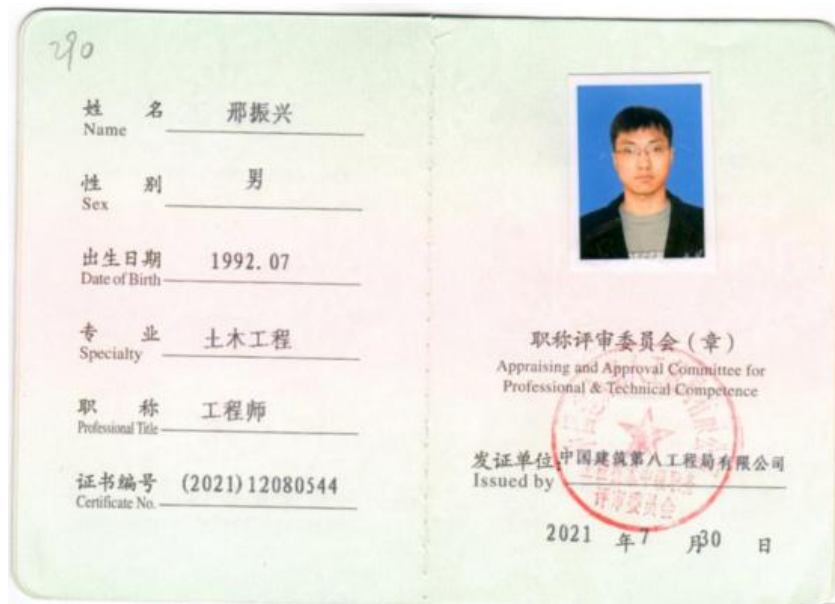 290
姓 名 邢振兴
Name
性 别 男
Sex
出生日期 1992.07
Date of Birth
专 业 土木工程
Specialty
职 称 工程师
Professional Title
证书编号 (2021)12080544
Certificate No.
职称评审委员会(章)
Appraising and Approval Committee for
Professional & Technical Competence
发证单位:中国建筑第八工程局有限公司
Issued by
评审委员会
2021 年 7 月 30 日